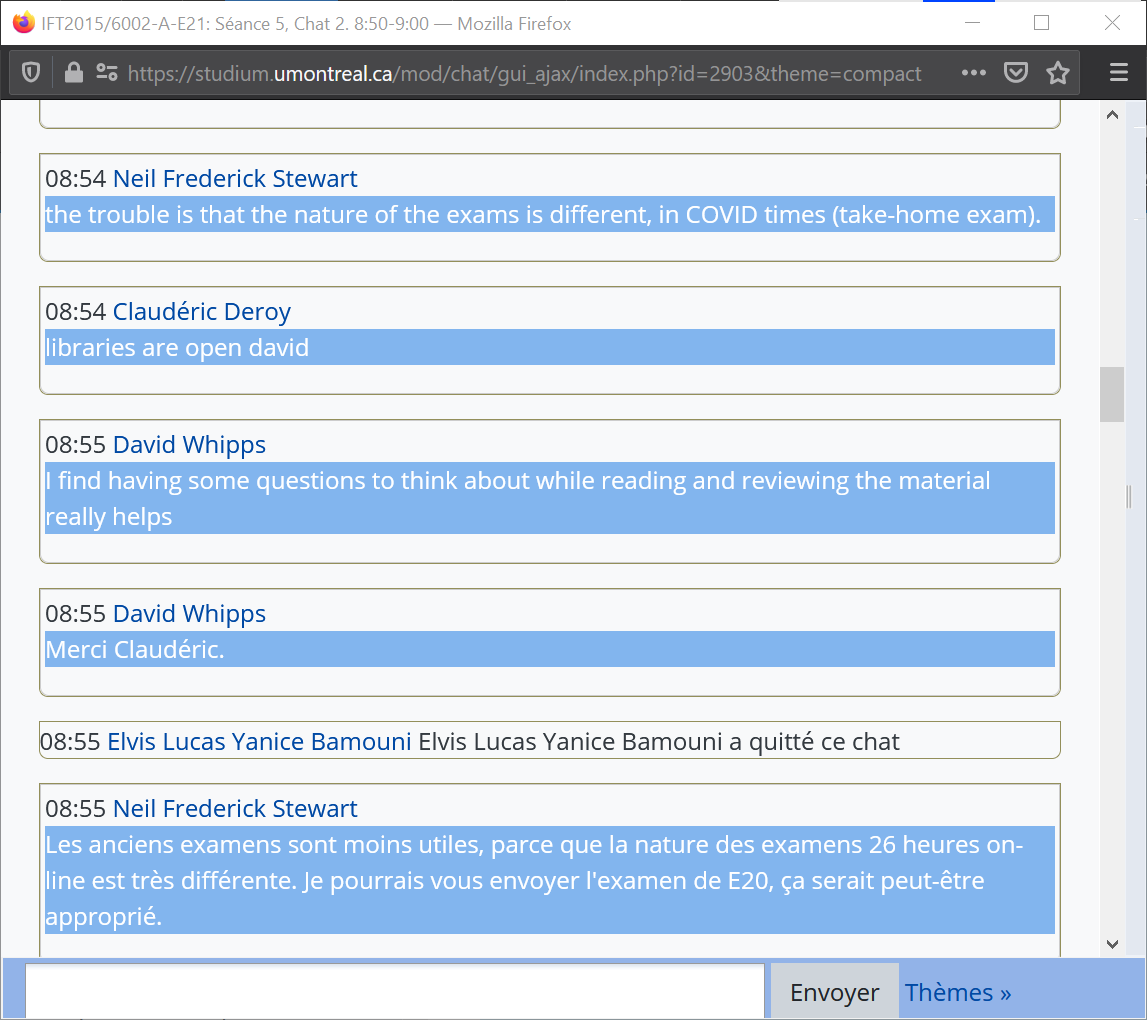 IFT2015/6002-A-E21: Séance 5, Chat 2. 8:50-9:00 — Mozilla Firefox
https://studium.umontreal.ca/mod/chat/gui_ajax/index.php?id=2903&theme=compact
08:54 Neil Frederick Stewart
the trouble is that the nature of the exams is different, in COVID times (take-home exam).
08:54 Claudéric Deroy
libraries are open david
08:55 David Whipps
I find having some questions to think about while reading and reviewing the material
really helps
08:55 David Whipps
Merci Claudéric.
08:55 Elvis Lucas Yanice Bamouni Elvis Lucas Yanice Bamouni a quitté ce chat
08:55 Neil Frederick Stewart
Les anciens examens sont moins utiles, parce que la nature des examens 26 heures on-
line est très différente. Je pourrais vous envoyer l'examen de E20, ça serait peut-être
approprié.
Envoyer Thèmes »